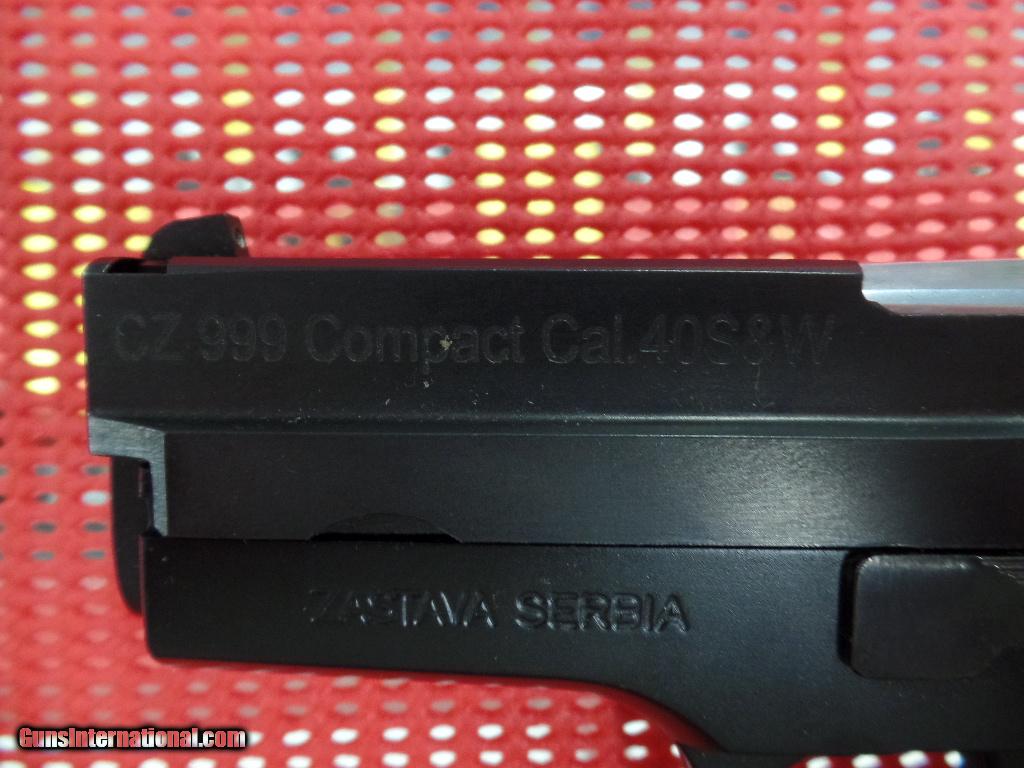 CZ 999 Compact Cal.40S&W
ZASTAVA SERBIA
GunsInternational.com